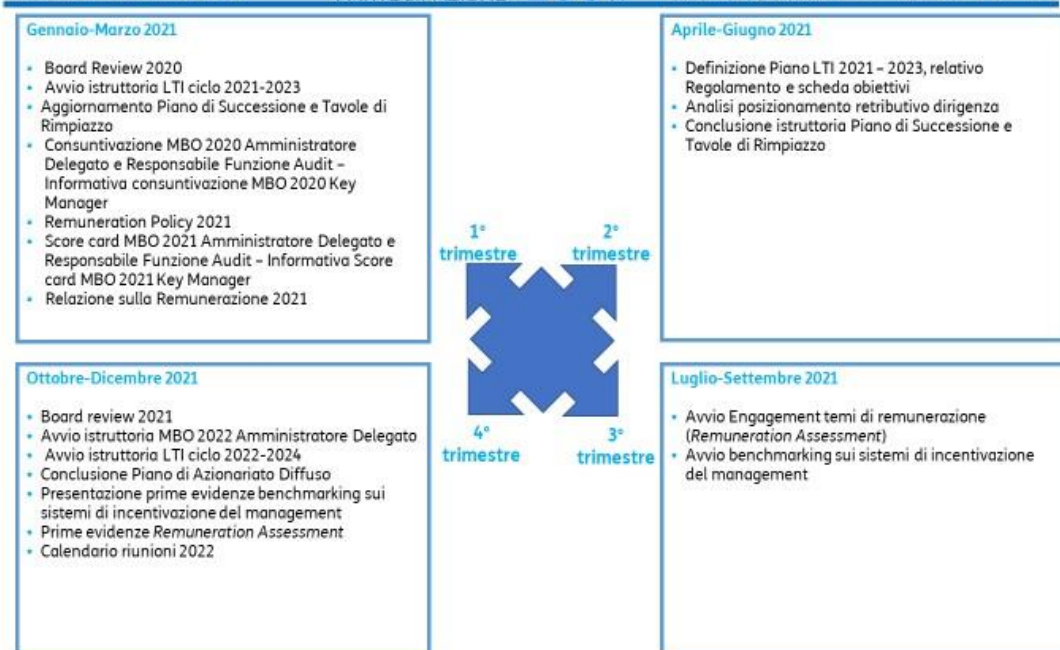 Gennaio-Marzo 2021
• Board Review 2020
• Avvio istruttoria LTI ciclo 2021-2023
• Aggiornamento Piano di Successione e Tavole di
Rimpiazzo
• Consuntivazione MBO 2020 Amministratore
Delegato e Responsabile Funzione Audit –
Informativa consuntivazione MBO 2020 Key
Manager
• Remuneration Policy 2021
• Score card MBO 2021 Amministratore Delegato e
Responsabile Funzione Audit – Informativa Score
card MBO 2021 Key Manager
• Relazione sulla Remunerazione 2021
Aprile-Giugno 2021
• Definizione Piano LTI 2021 – 2023, relativo
Regolamento e scheda obiettivi
• Analisi posizionamento retributivo dirigenza
• Conclusione istruttoria Piano di Successione e
Tavole di Rimpiazzo
1°
trimestre
2°
trimestre
4°
trimestre
3°
trimestre
Ottobre-Dicembre 2021
• Board review 2021
• Avvio istruttoria MBO 2022 Amministratore Delegato
• Avvio istruttoria LTI ciclo 2022-2024
• Conclusione Piano di Azionariato Diffuso
• Presentazione prime evidenze benchmarking sui
sistemi di incentivazione del management
• Prime evidenze Remuneration Assessment
• Calendario riunioni 2022
Luglio-Settembre 2021
• Avvio Engagement temi di remunerazione
(Remuneration Assessment)
• Avvio benchmarking sui sistemi di incentivazione
del management